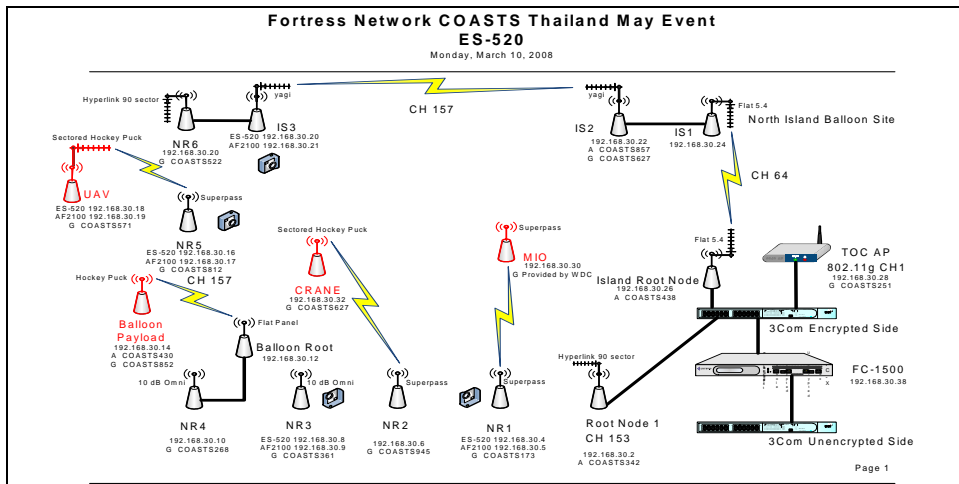 Fortress Network COASTS Thailand May Event
ES-520
Monday, March 10, 2008
Hyperlink 90 sector
NR6
192.168.30.20
G COASTS522
IS3
ES-520 192.168.30.20
AF2100 192.168.30.21
yagi
CH 157
yagi
IS2
192.168.30.22
A COASTS857
G COASTS627
IS1
192.168.30.24
Flat 5.4
North Island Balloon Site
CH 64
Sectored Hockey Puck
UAV
ES-520 192.168.30.18
AF2100 192.168.30.19
G COASTS571
Superpass
NR5
ES-520 192.168.30.16
AF2100 192.168.30.17
G COASTS812
CH 157
Hockey Puck
Balloon
Payload
192.168.30.14
A COASTS430
G COASTS852
Flat Panel
Balloon Root
192.168.30.12
Sectored Hockey Puck
CRANE
192.168.30.32
G COASTS627
Superpass
MIO
192.168.30.30
G Provided by WDC
Flat 5.4
Island Root Node
192.168.30.26
A COASTS438
TOC AP
802.11g CH1
192.168.30.28
G COASTS251
3Com Encrypted Side
FC-1500
192.168.30.38
3Com Unencrypted Side
10 dB Omni
NR4
192.168.30.10
G COASTS268
10 dB Omni
NR3
ES-520 192.168.30.8
AF2100 192.168.30.9
G COASTS361
Superpass
NR2
192.168.30.6
G COASTS945
Superpass
NR1
ES-520 192.168.30.4
AF2100 192.168.30.5
G COASTS173
Hyperlink 90 sector
Root Node 1
CH 153
192.168.30.2
A COASTS342
Page 1